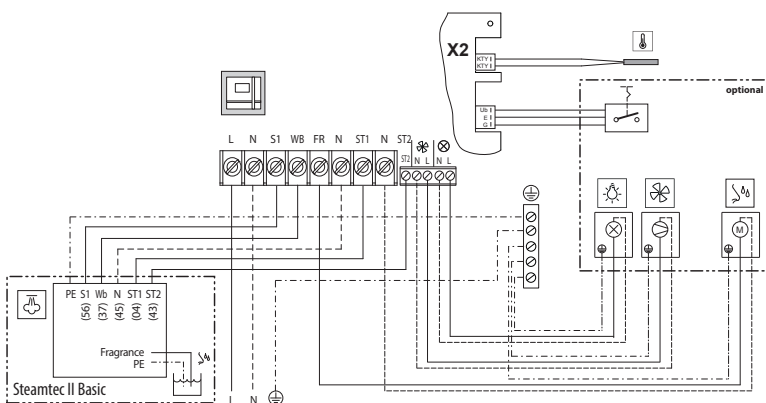 X2
KTY I
KTY I
optional
Ub I
E I
G I
L N S1 WB FR N ST1 N ST2
ST2 N L N L
M
PE S1 Wb N ST1 ST2
(56) (37) (45) (04) (43)
Fragrance
PE
Steamtec II Basic
L N